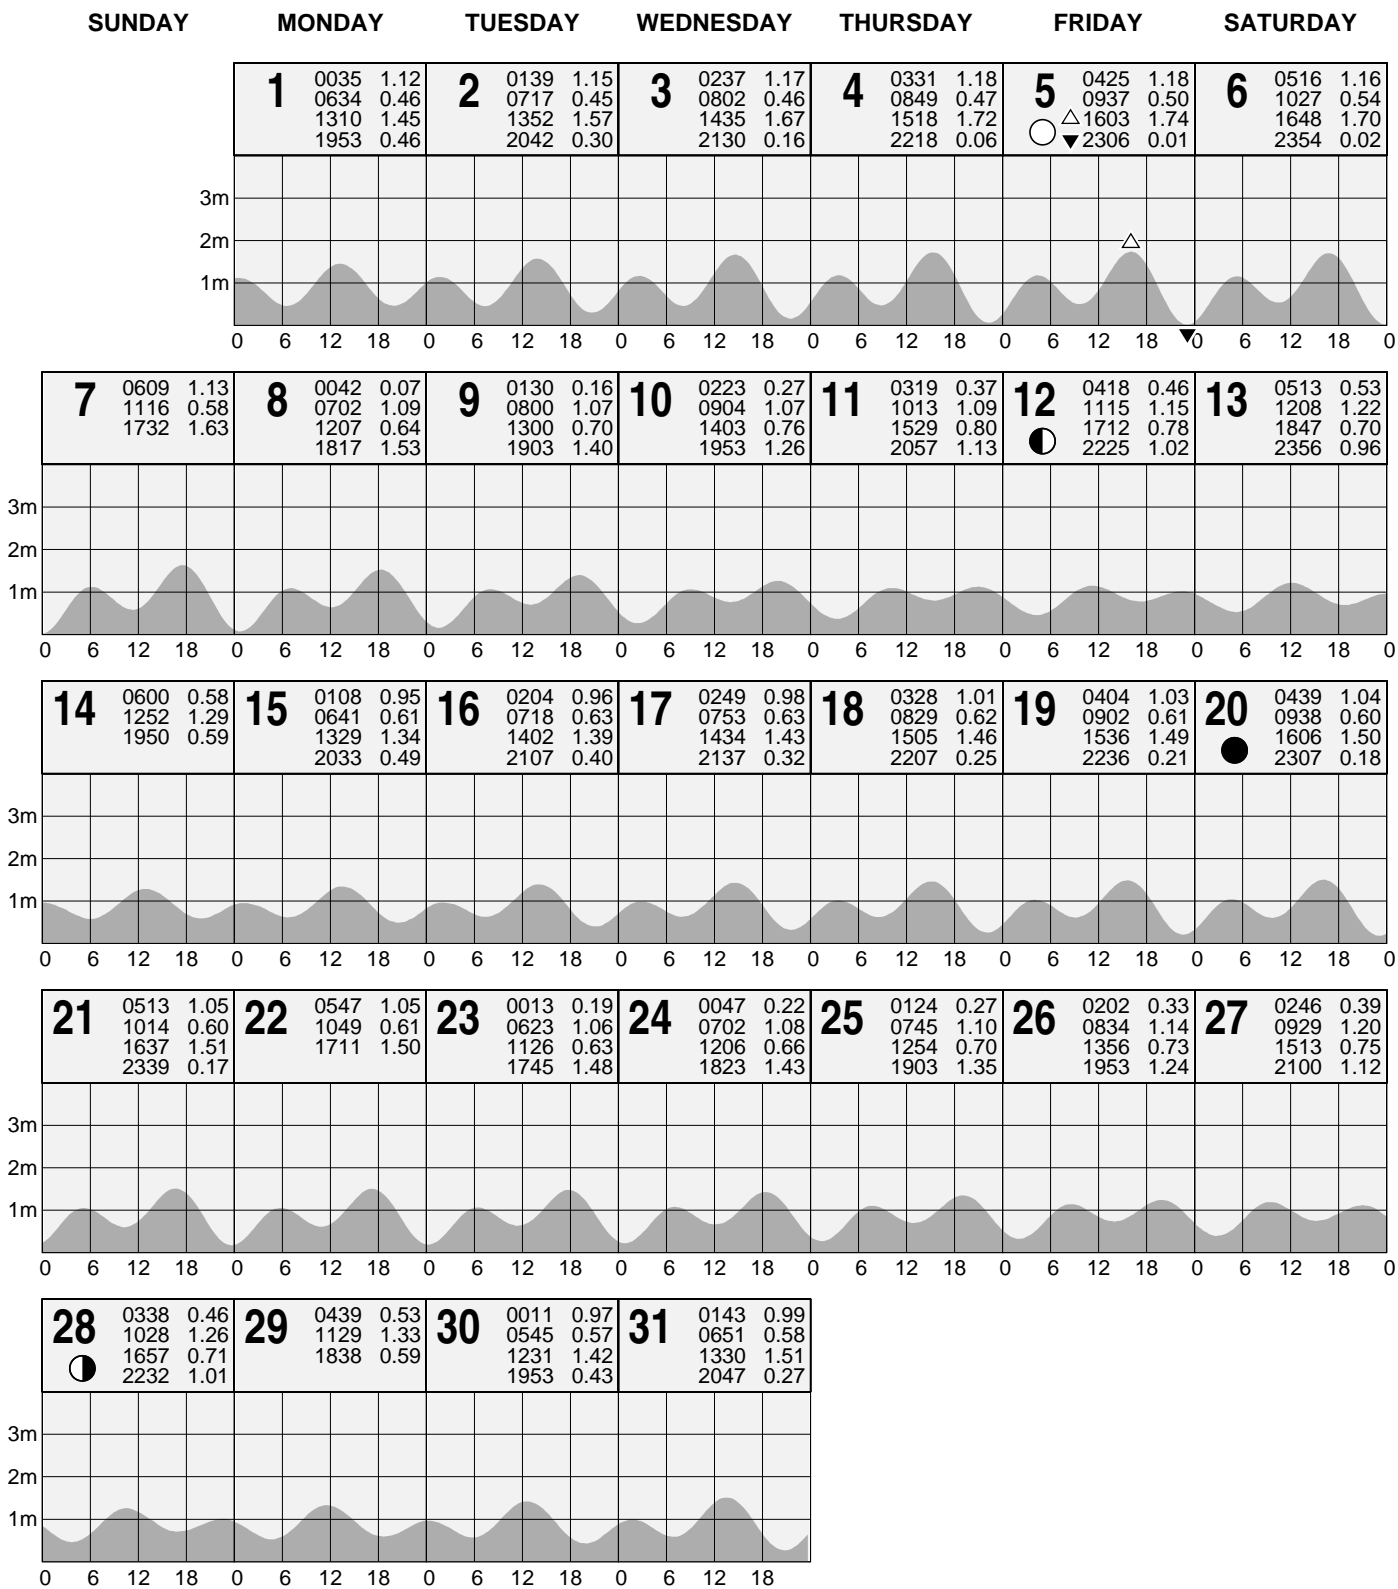 SUNDAY MONDAY TUESDAY WEDNESDAY THURSDAY FRIDAY SATURDAY
1 0035 1.12 2 0139 1.15 3 0237 1.17 4 0331 1.18 5 0425 1.18 6 0516 1.16
0634 0.46 0717 0.45 0802 0.46 0849 0.47 0937 0.50 1027 0.54
1310 1.45 1352 1.57 1435 1.67 1518 1.72 1603 1.74 1648 1.70
1953 0.46 2042 0.30 2130 0.16 2218 0.06 2306 0.01 2354 0.02
3m
2m
1m
0 6 12 18 0 6 12 18 0 6 12 18 0 6 12 18 0 6 12 18 0 6 12 18 0
7 0609 1.13 8 0042 0.07 9 0130 0.16 10 0223 0.27 11 0319 0.37 12 0418 0.46 13 0513 0.53
1116 0.58 0702 1.09 0800 1.07 0904 1.07 1013 1.09 1115 1.15 1208 1.22
1732 1.63 1207 0.64 1300 0.70 1403 0.76 1529 0.80 1712 0.78 1847 0.70
1817 1.53 1903 1.40 1953 1.26 2057 1.13 2225 1.02 2356 0.96
3m
2m
1m
0 6 12 18 0 6 12 18 0 6 12 18 0 6 12 18 0 6 12 18 0 6 12 18 0 6 12 18 0
14 0600 0.58 15 0108 0.95 16 0204 0.96 17 0249 0.98 18 0328 1.01 19 0404 1.03 20 0439 1.04
1252 1.29 0641 0.61 0718 0.63 0753 0.63 0829 0.62 0902 0.61 0938 0.60
1950 0.59 1329 1.34 1402 1.39 1434 1.43 1505 1.46 1536 1.49 1606 1.50
2033 0.49 2107 0.40 2137 0.32 2207 0.25 2236 0.21 2307 0.18
3m
2m
1m
0 6 12 18 0 6 12 18 0 6 12 18 0 6 12 18 0 6 12 18 0 6 12 18 0 6 12 18 0
21 0513 1.05 22 0547 1.05 23 0013 0.19 24 0047 0.22 25 0124 0.27 26 0202 0.33 27 0246 0.39
1014 0.60 1049 0.61 0623 1.06 0702 1.08 0745 1.10 0834 1.14 0929 1.20
1637 1.51 1711 1.50 1126 0.63 1206 0.66 1254 0.70 1356 0.73 1513 0.75
2339 0.17 1745 1.48 1823 1.43 1903 1.35 1953 1.24 2100 1.12
3m
2m
1m
0 6 12 18 0 6 12 18 0 6 12 18 0 6 12 18 0 6 12 18 0 6 12 18 0 6 12 18 0
28 0338 0.46 29 0439 0.53 30 0011 0.97 31 0143 0.99
1028 1.26 1129 1.33 0545 0.57 0651 0.58
1657 0.71 1838 0.59 1231 1.42 1330 1.51
2232 1.01 1953 0.43 2047 0.27
3m
2m
1m
0 6 12 18 0 6 12 18 0 6 12 18 0 6 12 18